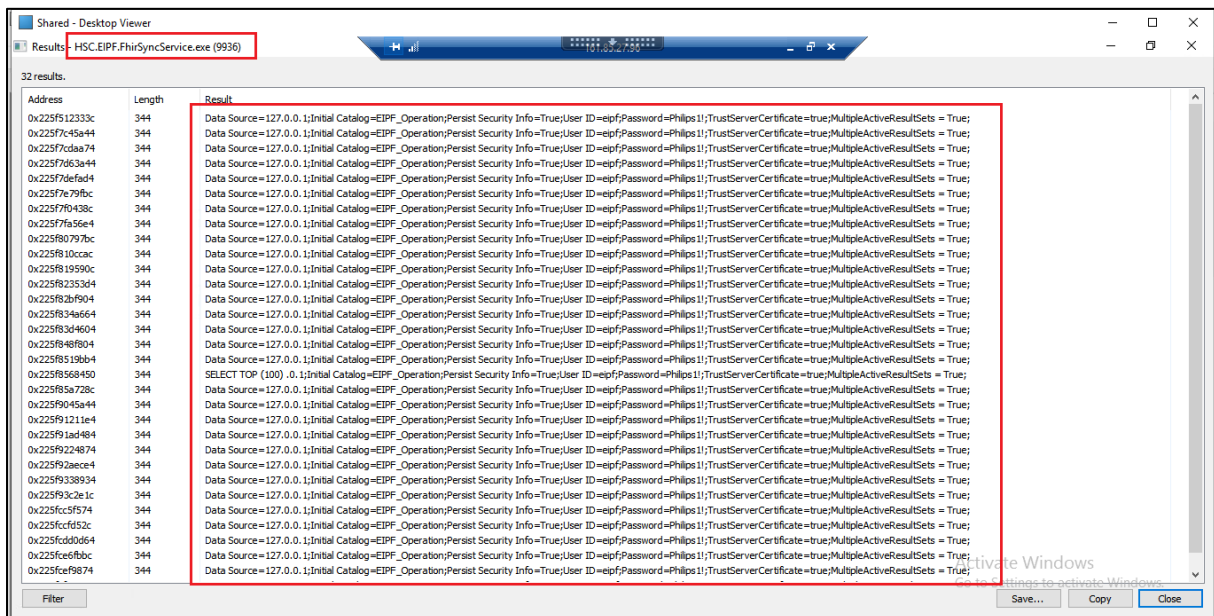 Shared - Desktop Viewer
Results - HSC.EIPF.FhirSyncService.exe (9936)
32 results.
Address Length Result
0x225f512333c 344 Data Source=127.0.0.1;Initial Catalog=EIPF_Operation;Persist Security Info=True;User ID=eipf;Password=Philips1!;TrustServerCertificate=true;MultipleActiveResultSets = True;
0x225f7c45a44 344 Data Source=127.0.0.1;Initial Catalog=EIPF_Operation;Persist Security Info=True;User ID=eipf;Password=Philips1!;TrustServerCertificate=true;MultipleActiveResultSets = True;
0x225f7cdaa74 344 Data Source=127.0.0.1;Initial Catalog=EIPF_Operation;Persist Security Info=True;User ID=eipf;Password=Philips1!;TrustServerCertificate=true;MultipleActiveResultSets = True;
0x225f7d63a44 344 Data Source=127.0.0.1;Initial Catalog=EIPF_Operation;Persist Security Info=True;User ID=eipf;Password=Philips1!;TrustServerCertificate=true;MultipleActiveResultSets = True;
0x225f7defad4 344 Data Source=127.0.0.1;Initial Catalog=EIPF_Operation;Persist Security Info=True;User ID=eipf;Password=Philips1!;TrustServerCertificate=true;MultipleActiveResultSets = True;
0x225f7e79fbc 344 Data Source=127.0.0.1;Initial Catalog=EIPF_Operation;Persist Security Info=True;User ID=eipf;Password=Philips1!;TrustServerCertificate=true;MultipleActiveResultSets = True;
0x225f7f0438c 344 Data Source=127.0.0.1;Initial Catalog=EIPF_Operation;Persist Security Info=True;User ID=eipf;Password=Philips1!;TrustServerCertificate=true;MultipleActiveResultSets = True;
0x225f7fa56e4 344 Data Source=127.0.0.1;Initial Catalog=EIPF_Operation;Persist Security Info=True;User ID=eipf;Password=Philips1!;TrustServerCertificate=true;MultipleActiveResultSets = True;
0x225f80797bc 344 Data Source=127.0.0.1;Initial Catalog=EIPF_Operation;Persist Security Info=True;User ID=eipf;Password=Philips1!;TrustServerCertificate=true;MultipleActiveResultSets = True;
0x225f810ccac 344 Data Source=127.0.0.1;Initial Catalog=EIPF_Operation;Persist Security Info=True;User ID=eipf;Password=Philips1!;TrustServerCertificate=true;MultipleActiveResultSets = True;
0x225f819590c 344 Data Source=127.0.0.1;Initial Catalog=EIPF_Operation;Persist Security Info=True;User ID=eipf;Password=Philips1!;TrustServerCertificate=true;MultipleActiveResultSets = True;
0x225f82353d4 344 Data Source=127.0.0.1;Initial Catalog=EIPF_Operation;Persist Security Info=True;User ID=eipf;Password=Philips1!;TrustServerCertificate=true;MultipleActiveResultSets = True;
0x225f82bf904 344 Data Source=127.0.0.1;Initial Catalog=EIPF_Operation;Persist Security Info=True;User ID=eipf;Password=Philips1!;TrustServerCertificate=true;MultipleActiveResultSets = True;
0x225f834a664 344 Data Source=127.0.0.1;Initial Catalog=EIPF_Operation;Persist Security Info=True;User ID=eipf;Password=Philips1!;TrustServerCertificate=true;MultipleActiveResultSets = True;
0x225f83d4604 344 Data Source=127.0.0.1;Initial Catalog=EIPF_Operation;Persist Security Info=True;User ID=eipf;Password=Philips1!;TrustServerCertificate=true;MultipleActiveResultSets = True;
0x225f848f804 344 Data Source=127.0.0.1;Initial Catalog=EIPF_Operation;Persist Security Info=True;User ID=eipf;Password=Philips1!;TrustServerCertificate=true;MultipleActiveResultSets = True;
0x225f8519bb4 344 Data Source=127.0.0.1;Initial Catalog=EIPF_Operation;Persist Security Info=True;User ID=eipf;Password=Philips1!;TrustServerCertificate=true;MultipleActiveResultSets = True;
0x225f8568450 344 SELECT TOP (100) .0.1;Initial Catalog=EIPF_Operation;Persist Security Info=True;User ID=eipf;Password=Philips1!;TrustServerCertificate=true;MultipleActiveResultSets = True;
0x225f85a728c 344 Data Source=127.0.0.1;Initial Catalog=EIPF_Operation;Persist Security Info=True;User ID=eipf;Password=Philips1!;TrustServerCertificate=true;MultipleActiveResultSets = True;
0x225f9045a44 344 Data Source=127.0.0.1;Initial Catalog=EIPF_Operation;Persist Security Info=True;User ID=eipf;Password=Philips1!;TrustServerCertificate=true;MultipleActiveResultSets = True;
0x225f91211e4 344 Data Source=127.0.0.1;Initial Catalog=EIPF_Operation;Persist Security Info=True;User ID=eipf;Password=Philips1!;TrustServerCertificate=true;MultipleActiveResultSets = True;
0x225f91ad484 344 Data Source=127.0.0.1;Initial Catalog=EIPF_Operation;Persist Security Info=True;User ID=eipf;Password=Philips1!;TrustServerCertificate=true;MultipleActiveResultSets = True;
0x225f9224874 344 Data Source=127.0.0.1;Initial Catalog=EIPF_Operation;Persist Security Info=True;User ID=eipf;Password=Philips1!;TrustServerCertificate=true;MultipleActiveResultSets = True;
0x225f92aece4 344 Data Source=127.0.0.1;Initial Catalog=EIPF_Operation;Persist Security Info=True;User ID=eipf;Password=Philips1!;TrustServerCertificate=true;MultipleActiveResultSets = True;
0x225f9338934 344 Data Source=127.0.0.1;Initial Catalog=EIPF_Operation;Persist Security Info=True;User ID=eipf;Password=Philips1!;TrustServerCertificate=true;MultipleActiveResultSets = True;
0x225f93c2e1c 344 Data Source=127.0.0.1;Initial Catalog=EIPF_Operation;Persist Security Info=True;User ID=eipf;Password=Philips1!;TrustServerCertificate=true;MultipleActiveResultSets = True;
0x225fcc5f574 344 Data Source=127.0.0.1;Initial Catalog=EIPF_Operation;Persist Security Info=True;User ID=eipf;Password=Philips1!;TrustServerCertificate=true;MultipleActiveResultSets = True;
0x225fccfd52c 344 Data Source=127.0.0.1;Initial Catalog=EIPF_Operation;Persist Security Info=True;User ID=eipf;Password=Philips1!;TrustServerCertificate=true;MultipleActiveResultSets = True;
0x225fcdd0d64 344 Data Source=127.0.0.1;Initial Catalog=EIPF_Operation;Persist Security Info=True;User ID=eipf;Password=Philips1!;TrustServerCertificate=true;MultipleActiveResultSets = True;
0x225fce6fbbc 344 Data Source=127.0.0.1;Initial Catalog=EIPF_Operation;Persist Security Info=True;User ID=eipf;Password=Philips1!;TrustServerCertificate=true;MultipleActiveResultSets = True;
0x225fcef9874 344 Data Source=127.0.0.1;Initial Catalog=EIPF_Operation;Persist Security Info=True;User ID=eipf;Password=Philips1!;TrustServerCertificate=true;MultipleActiveResultSets = True;
Activate Windows
Go to Settings to activate Windows.
Filter Save... Copy Close